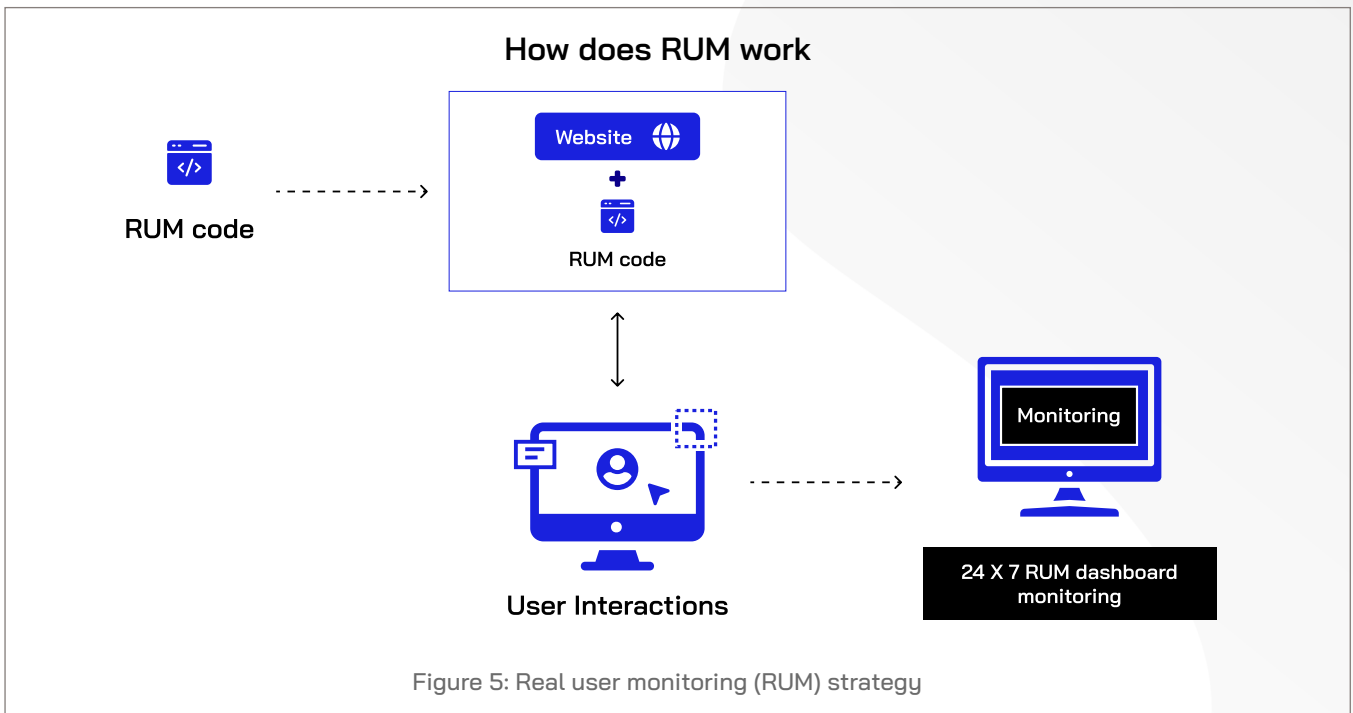 How does RUM work
Website
</>
RUM code
</>
RUM code
Monitoring
24 X 7 RUM dashboard
monitoring
User Interactions
Figure 5: Real user monitoring (RUM) strategy